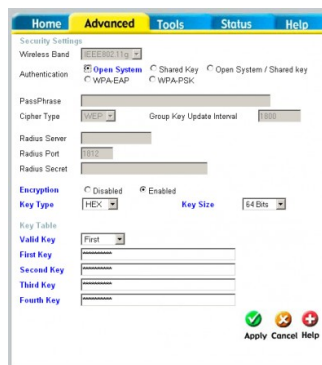 Home Advanced Tools Status Help
Security Settings
Wireless Band IEEE802.11g
Authentication Open System Shared Key Open System / Shared key
WPA-EAP WPA-PSK
PassPhrase
Cipher Type WEP Group Key Update Interval 1800
Radius Server
Radius Port 1812
Radius Secret
Encryption Disabled Enabled
Key Type HEX Key Size 64 Bits
Key Table
Valid Key First
First Key **********
Second Key **********
Third Key **********
Fourth Key **********
Apply Cancel Help